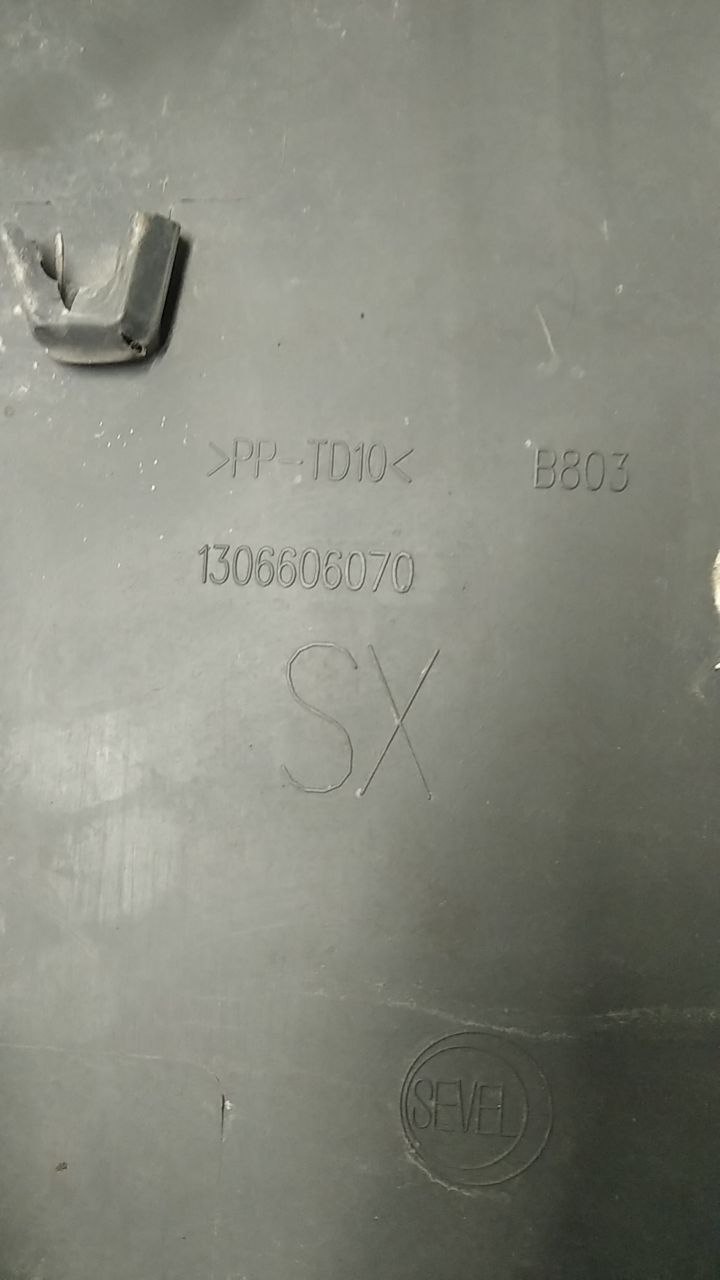 >PP-TD10< B803
1306606070
SX
SEVEL